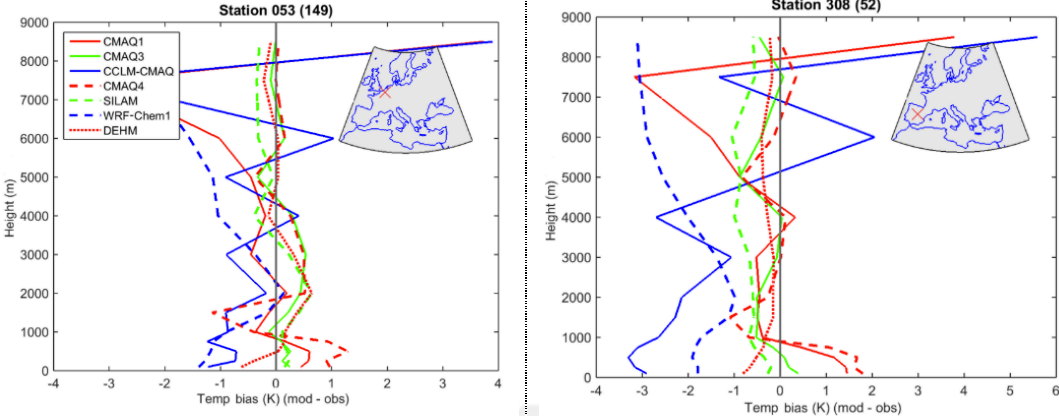 Station 053 (149)
9000
8000
7000
6000
5000
4000
3000
2000
1000
0
Height (m)
CMAQ1
CMAQ3
CCLM-CMAQ
CMAQ4
SILAM
WRF-Chem1
DEHM
-4 -3 -2 -1 0 1 2 3 4
Temp bias (K) (mod - obs)
Station 308 (52)
9000
8000
7000
6000
5000
4000
3000
2000
1000
0
Height (m)
-4 -3 -2 -1 0 1 2 3 4 5 6
Temp bias (K) (mod - obs)